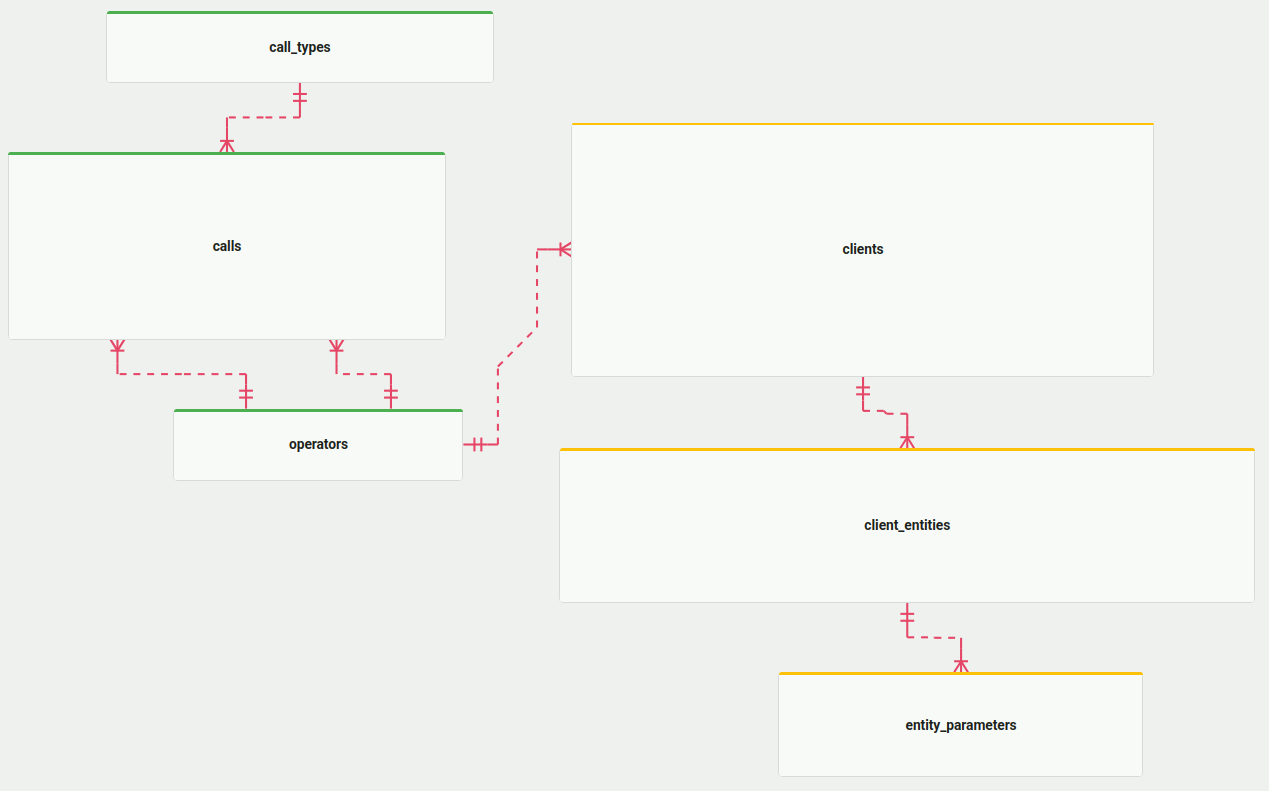 call_types
calls
clients
operators
client_entities
entity_parameters